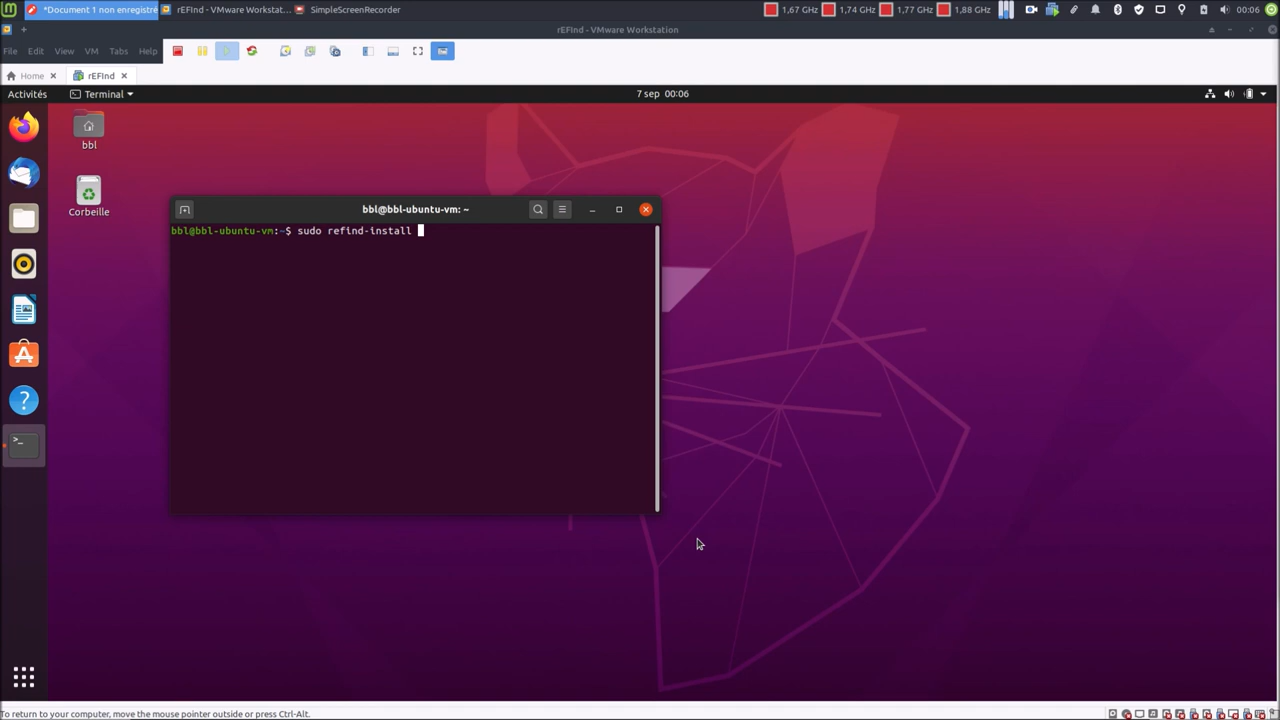 *Document 1 non enregistré
rEFInd - VMware Workstat...
SimpleScreenRecorder
1,67 GHz
1,74 GHz
1,77 GHz
1,88 GHz
00:06
rEFInd - VMware Workstation
File Edit View VM Tabs Help
Home
rEFInd
Activités
Terminal
7 sep 00:06
bbl
Corbeille
bbl@bbl-ubuntu-vm: ~
bbl@bbl-ubuntu-vm:~$ sudo refind-install
To return to your computer, move the mouse pointer outside or press Ctrl-Alt.